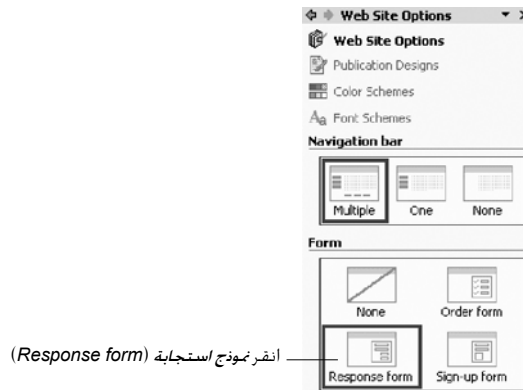 Web Site Options
Web Site Options
Publication Designs
Color Schemes
Aa Font Schemes
Navigation bar
Multiple One None
Form
None Order form
انقر نموذج استجابة (Response form)
Response form Sign-up form